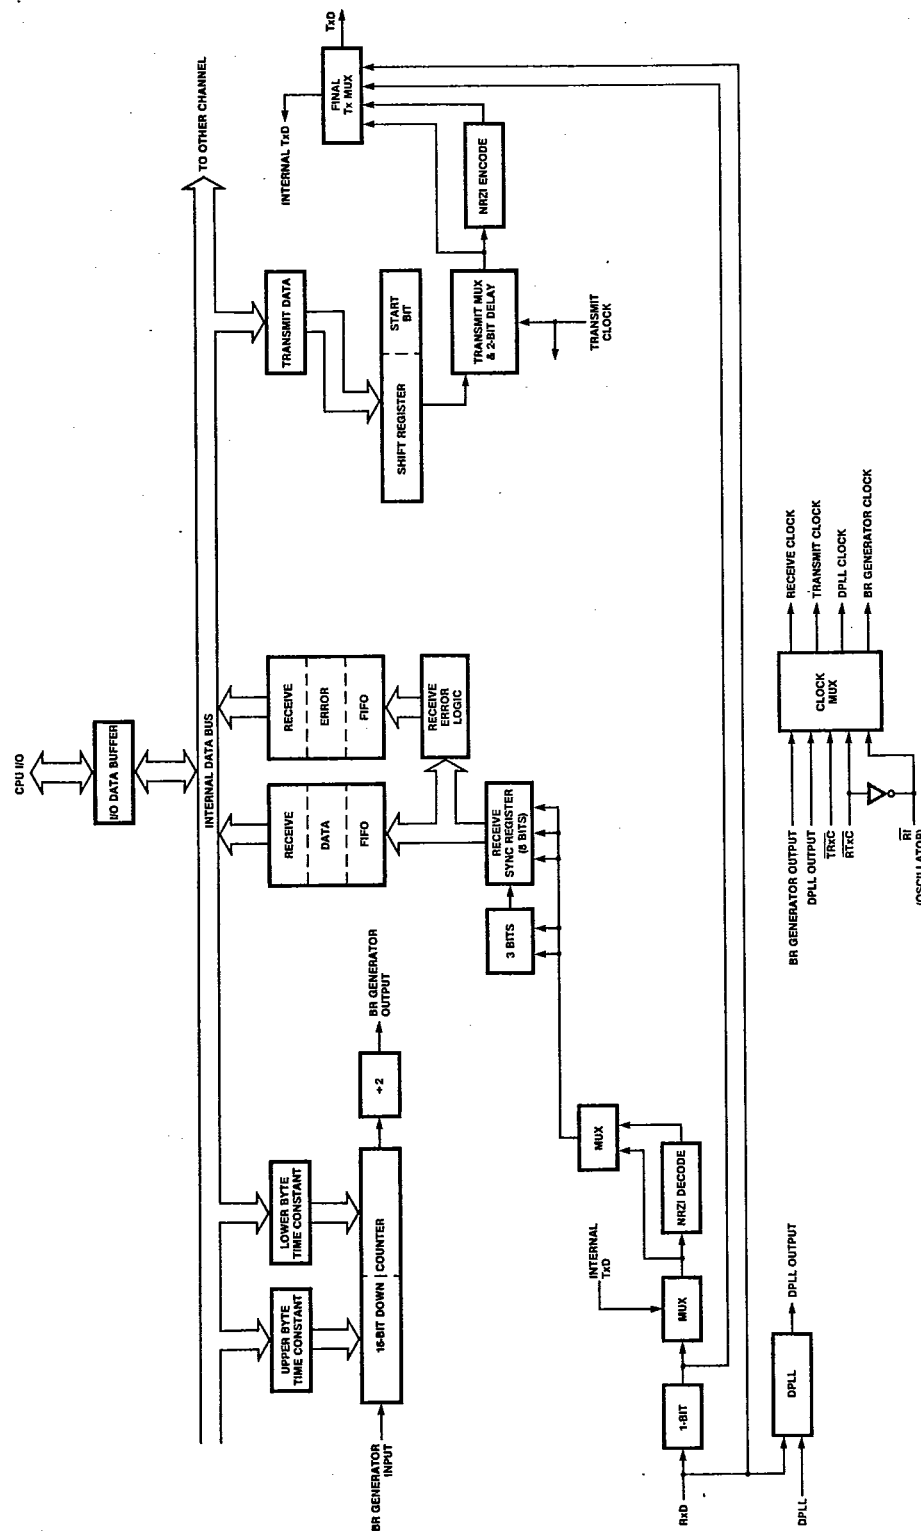 CPU I/O
I/O DATA BUFFER
INTERNAL DATA BUS
TO OTHER CHANNEL
UPPER BYTE
TIME CONSTANT
LOWER BYTE
TIME CONSTANT
16-BIT DOWN COUNTER
BR GENERATOR
INPUT
÷2
BR GENERATOR
OUTPUT
RECEIVE
DATA
FIFO
RECEIVE
ERROR
FIFO
RECEIVE
ERROR
LOGIC
3 BITS
RECEIVE
SYNC REGISTER
(8 BITS)
TRANSMIT DATA
SHIFT REGISTER
START
BIT
TRANSMIT MUX
& 2-BIT DELAY
TRANSMIT
CLOCK
NRZI ENCODE
INTERNAL TxD
FINAL
Tx MUX
TxD
RxD
1-BIT
MUX
INTERNAL
TxD
NRZI DECODE
MUX
DPLL
DPLL
DPLL OUTPUT
BR GENERATOR OUTPUT
DPLL OUTPUT
TRxC
RTxC
RI
(OSCILLATOR)
CLOCK
MUX
RECEIVE CLOCK
TRANSMIT CLOCK
DPLL CLOCK
BR GENERATOR CLOCK